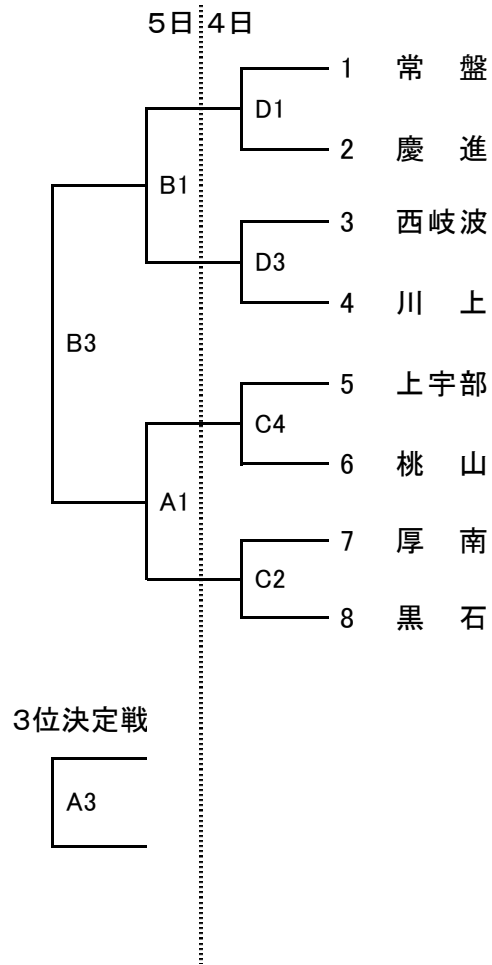 5日 4日
1 常 盤
D1
2 慶 進
B1
3 西岐波
D3
4 川 上
B3
5 上宇部
C4
6 桃 山
A1
7 厚 南
C2
8 黒 石
3位決定戦
A3